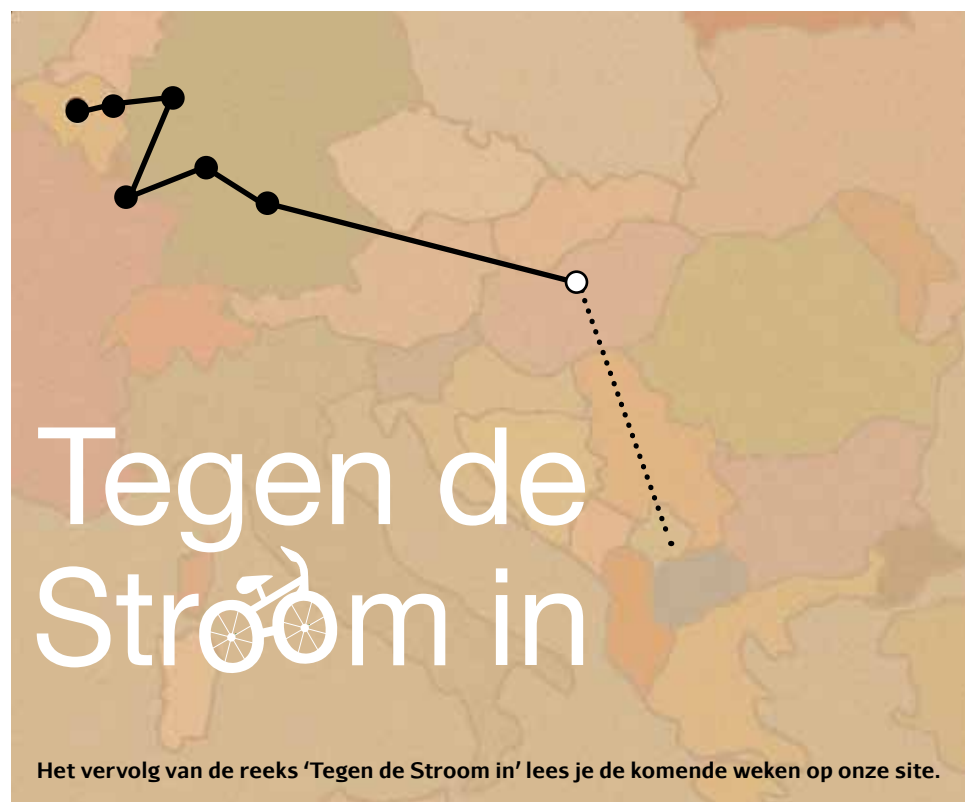 Tegen de
Stroom in
Het vervolg van de reeks ‘Tegen de Stroom in’ lees je de komende weken op onze site.